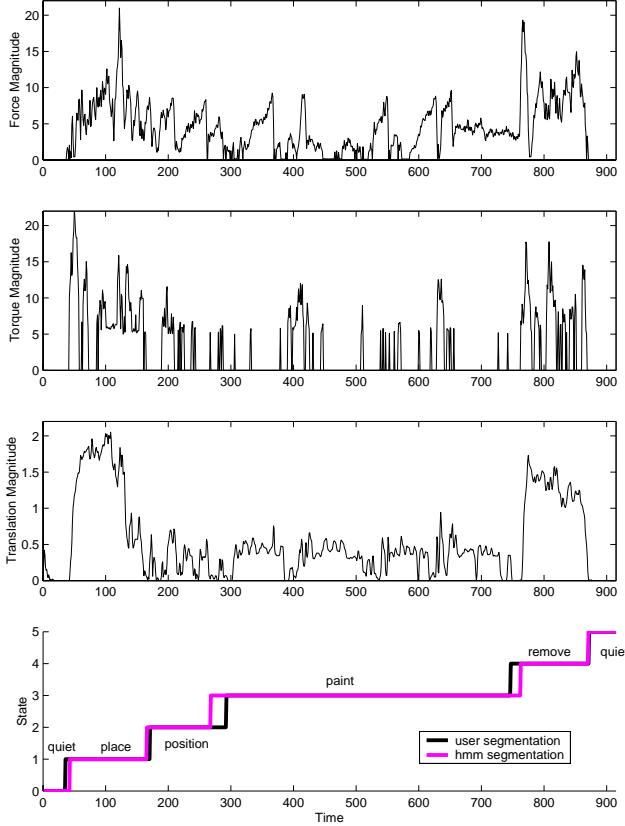 20
15
10
5
0
Force Magnitude
0 100 200 300 400 500 600 700 800 900
20
15
10
5
0
Torque Magnitude
0 100 200 300 400 500 600 700 800 900
2
1.5
1
0.5
0
Translation Magnitude
0 100 200 300 400 500 600 700 800 900
5
4
3
2
1
0
State
quiet
place
position
paint
remove
quiet
user segmentation
hmm segmentation
0 100 200 300 400 500 600 700 800 900
Time